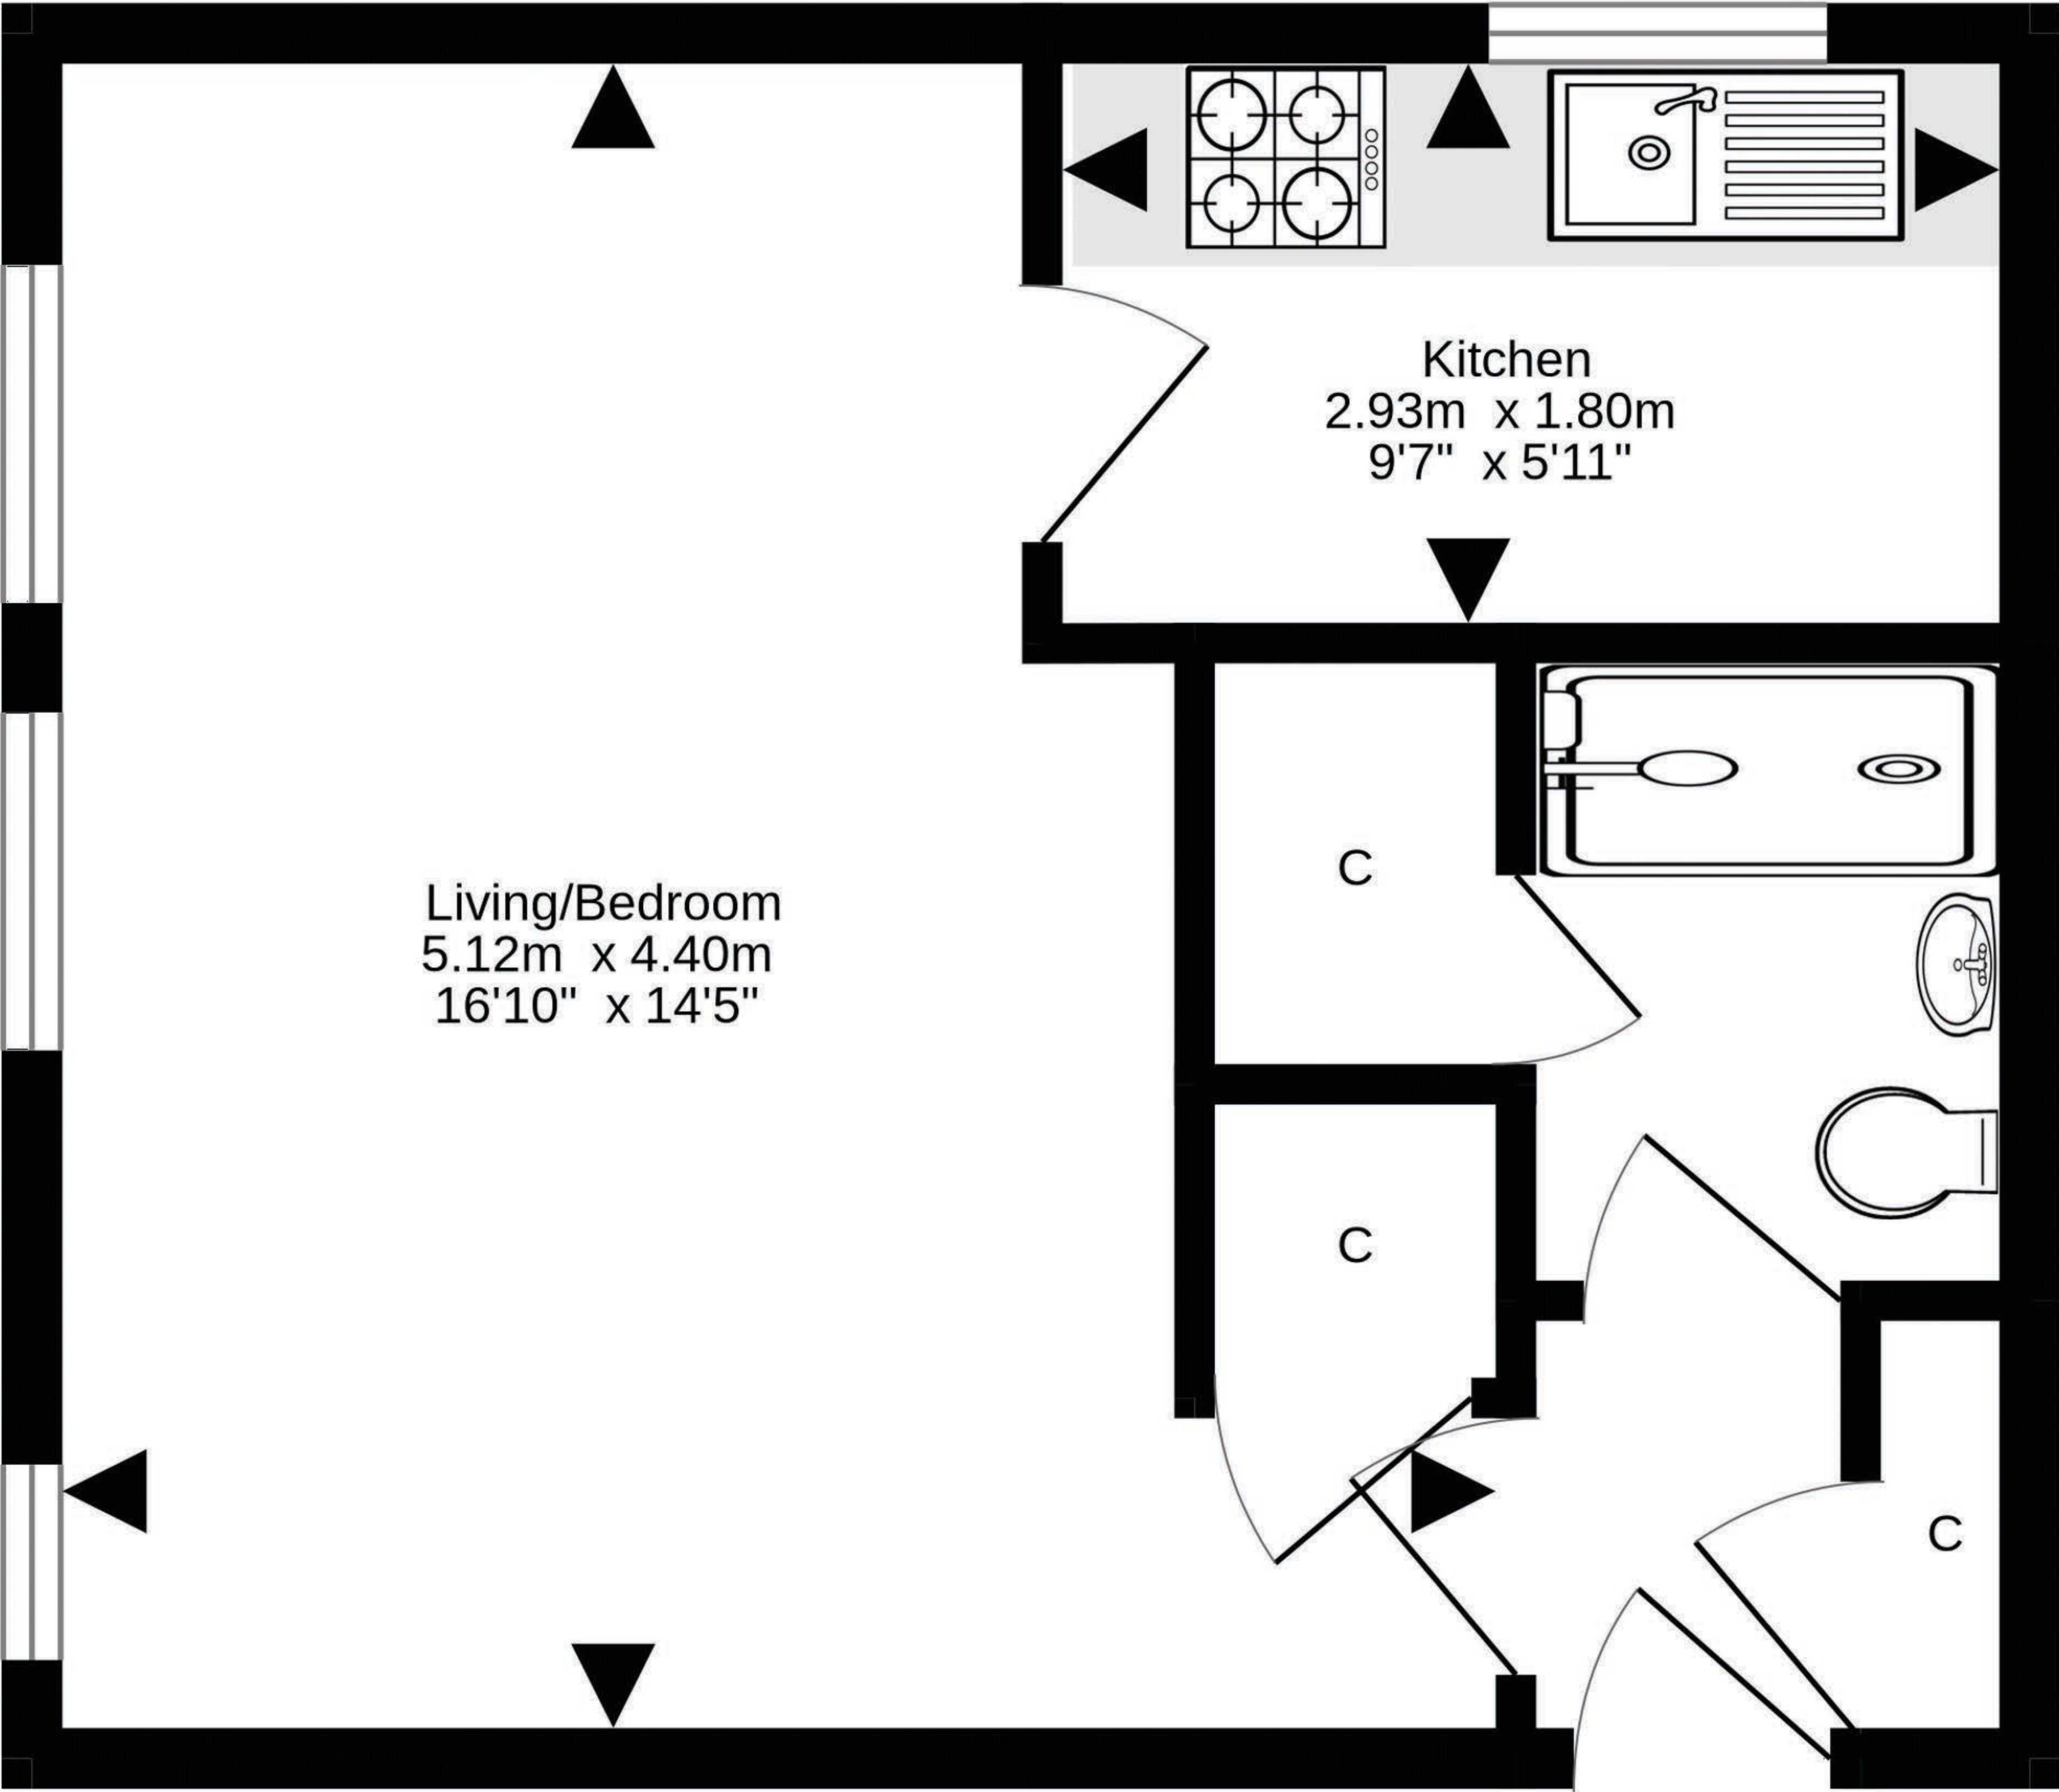 Kitchen
2.93m x 1.80m
9'7" x 5'11"
C
Living/Bedroom
5.12m x 4.40m
16'10" x 14'5"
C
C